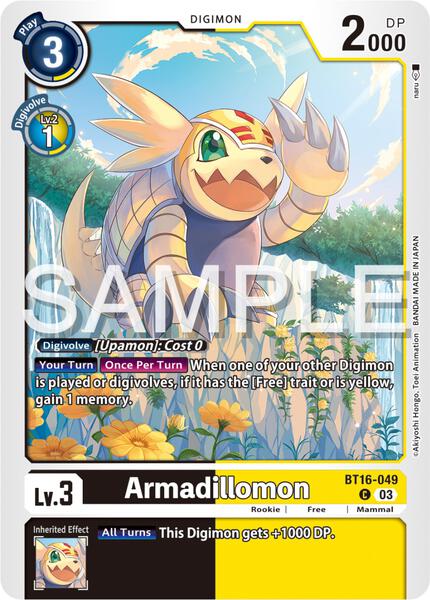 Play
3
DIGIMON
2000
DP
Digivolve
Lv.2
1
naru
SAMPLE
Digivolve [Upamon]: Cost 0
Your Turn Once Per Turn When one of your other Digimon
is played or digivolves, if it has the [Free] trait or is yellow,
gain 1 memory.
©Akiyoshi Hongo, Toei Animation BANDAI MADE IN JAPAN
Lv.3
Armadillomon
BT16-049
C 03
Rookie | Free | Mammal
Inherited Effect
All Turns This Digimon gets +1000 DP.